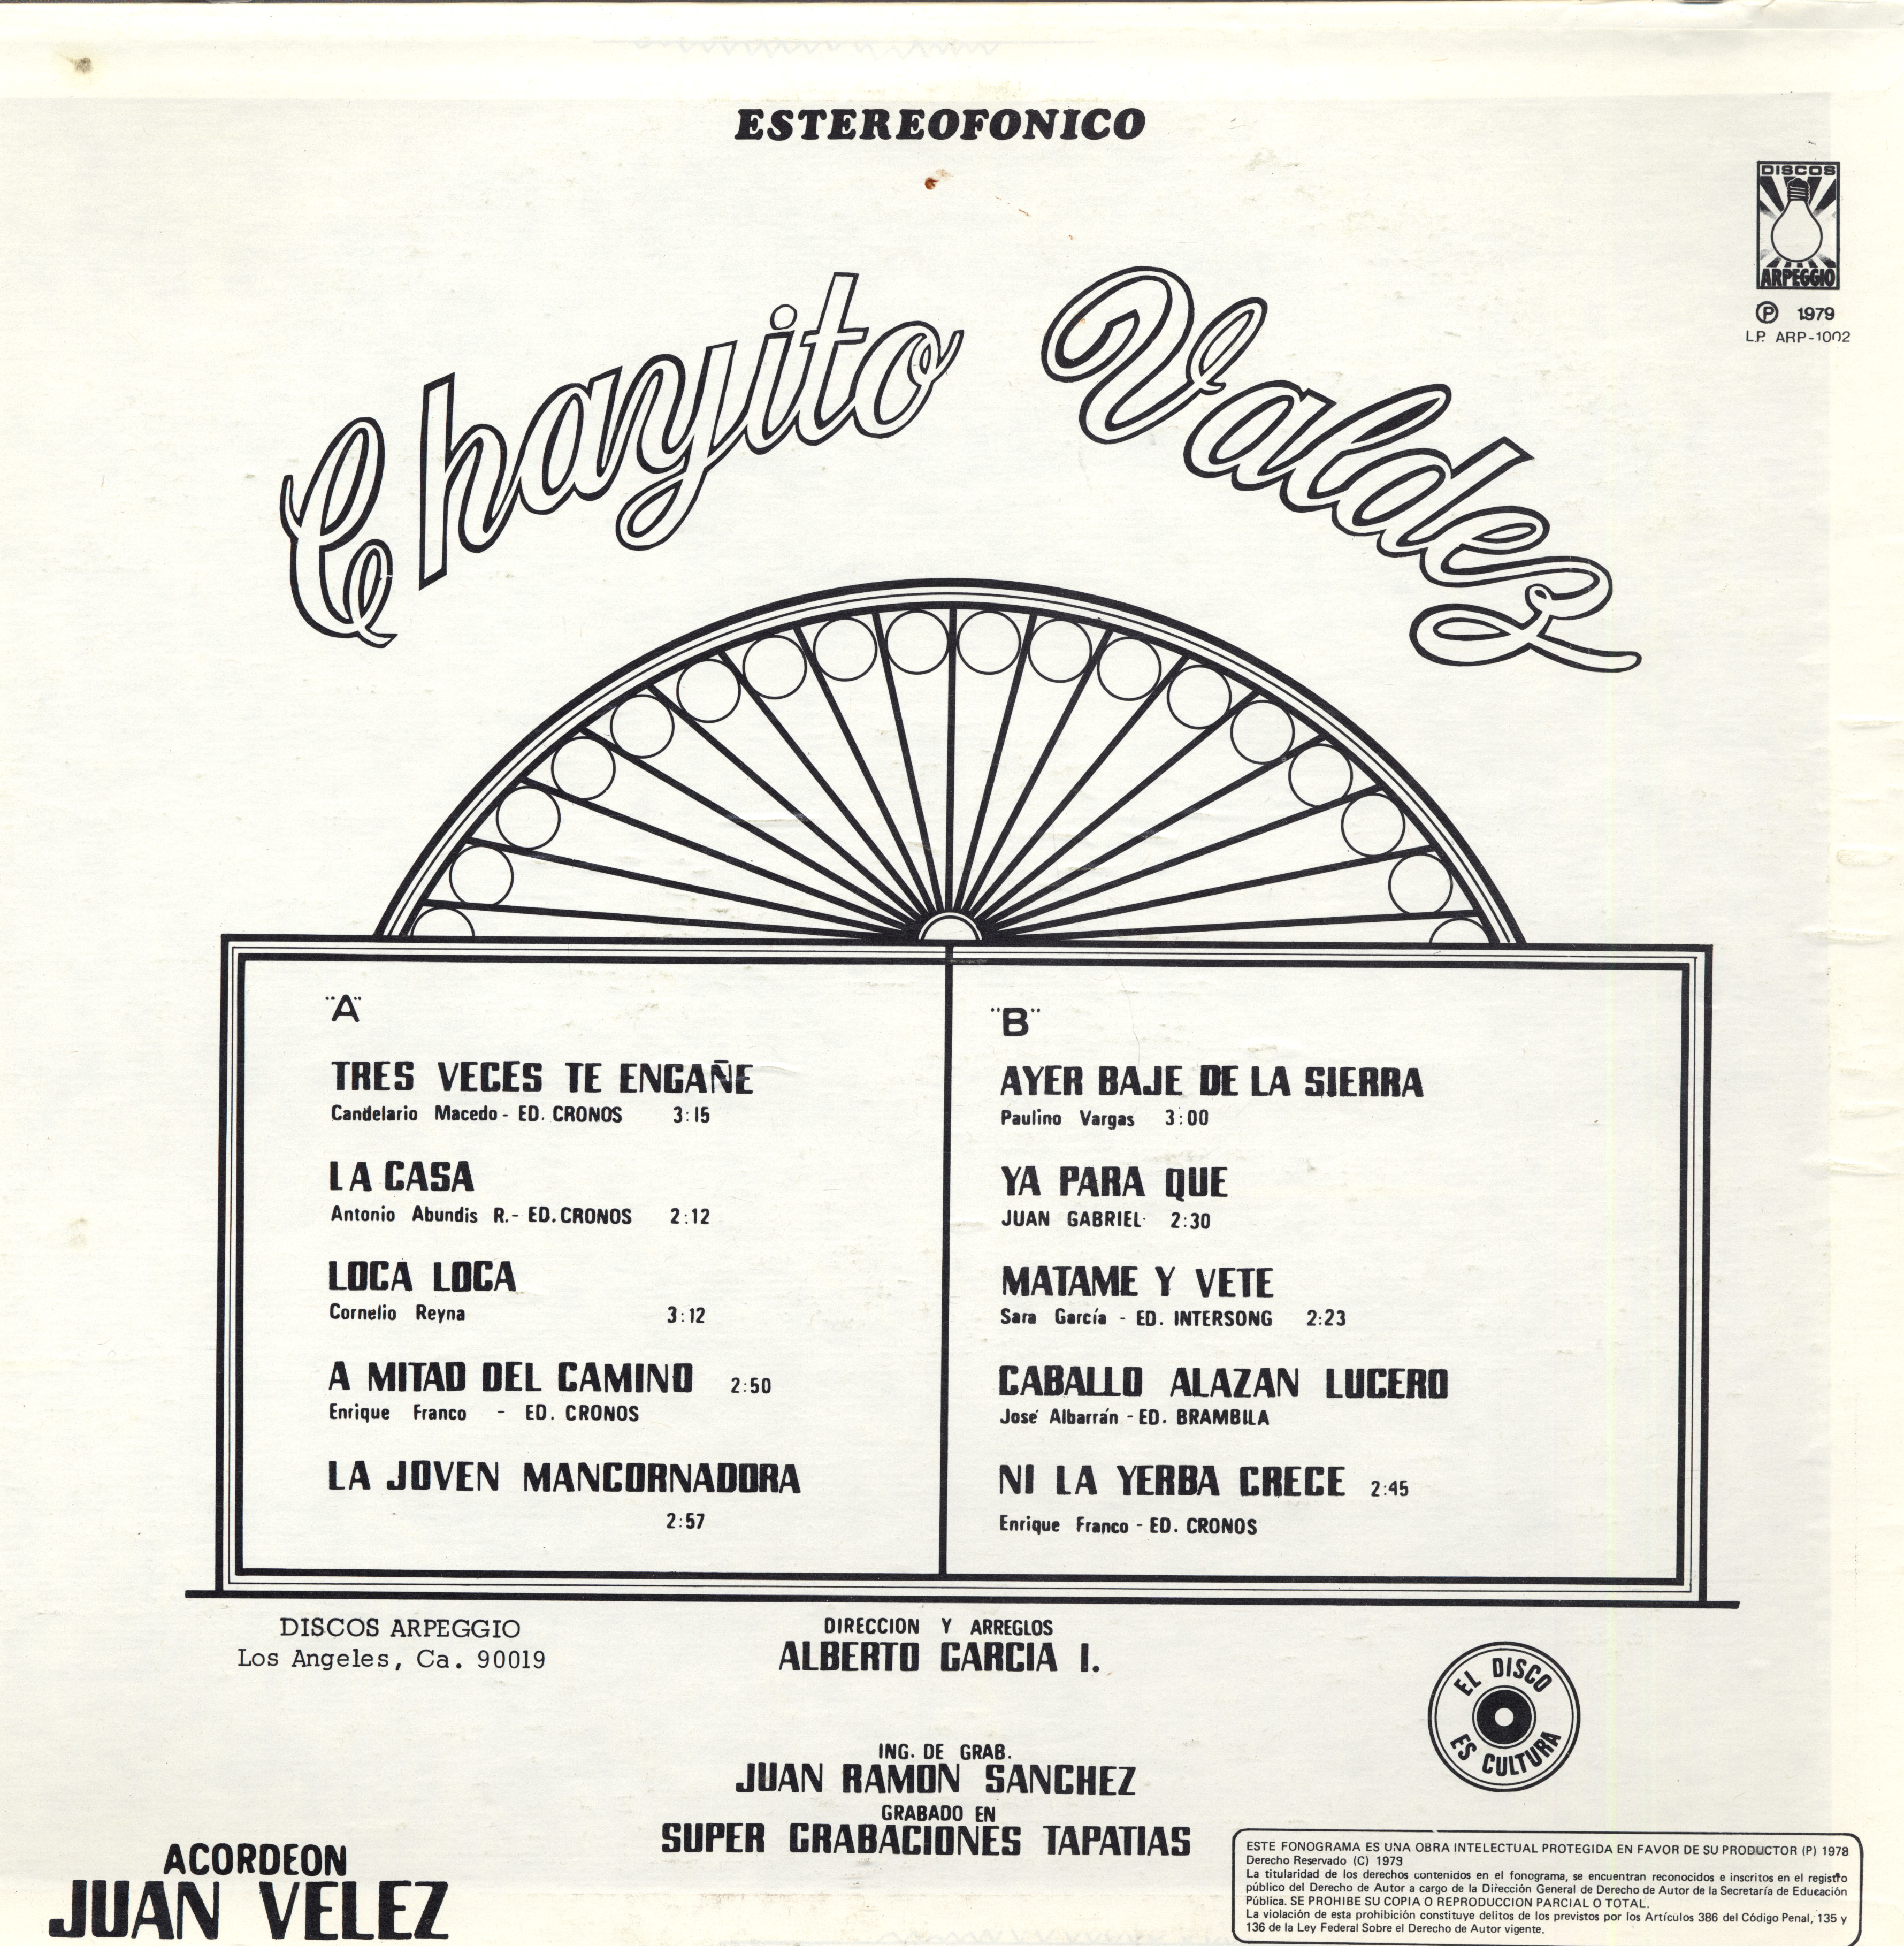 ESTEREOFONICO
DISCOS
ARPEGGIO
Ⓟ 1979
L.P. ARP-1002
Chayito Valdez
"A"
TRES VECES TE ENGAÑE
Candelario Macedo - ED. CRONOS 3:15
LA CASA
Antonio Abundis R.- ED. CRONOS 2:12
LOCA LOCA
Cornelio Reyna 3:12
A MITAD DEL CAMINO 2:50
Enrique Franco - ED. CRONOS
LA JOVEN MANCORNADORA
2:57
"B"
AYER BAJE DE LA SIERRA
Paulino Vargas 3:00
YA PARA QUE
JUAN GABRIEL 2:30
MATAME Y VETE
Sara García - ED. INTERSONG 2:23
CABALLO ALAZAN LUCERO
José Albarrán - ED. BRAMBILA
NI LA YERBA CRECE 2:45
Enrique Franco - ED. CRONOS
DISCOS ARPEGGIO
Los Angeles, Ca. 90019
DIRECCION Y ARREGLOS
ALBERTO GARCIA I.
ING. DE GRAB.
JUAN RAMON SANCHEZ
GRABADO EN
SUPER GRABACIONES TAPATIAS
EL DISCO
ES CULTURA
ACORDEON
JUAN VELEZ
ESTE FONOGRAMA ES UNA OBRA INTELECTUAL PROTEGIDA EN FAVOR DE SU PRODUCTOR (P) 1978
Derecho Reservado (C)
La titularidad de los derechos contenidos en el fonograma, se encuentran reconocidos e inscritos en el registro
público del Derecho de Autor a cargo de la Dirección General de Derecho de Autor de la Secretaría de Educación
Pública. SE PROHIBE SU COPIA O REPRODUCCION PARCIAL O TOTAL.
La violación de esta prohibición constituye delitos de los previstos por los Artículos 386 del Código Penal, 135 y
136 de la Ley Federal Sobre el Derecho de Autor vigente.